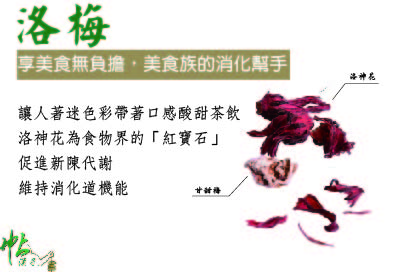 洛梅
享美食無負擔，美食族的消化幫手
洛神花
讓人著迷色彩帶著口感酸甜茶飲
洛神花為食物界的「紅寶石」
促進新陳代謝
維持消化道機能
甘甜梅